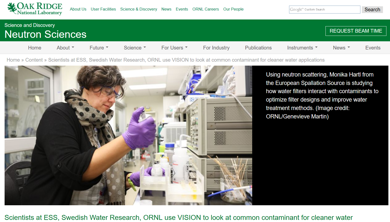 OAK RIDGE
National Laboratory
About Us User Facilities Science & Discovery News Events ORNL Careers Our People
Search
Science and Discovery
Neutron Sciences
REQUEST BEAM TIME
Home About Future Science For Users For Industry Publications Instruments News Events
Home » Content » Scientists at ESS, Swedish Water Research, ORNL use VISION to look at common contaminant for cleaner water applications
Using neutron scattering, Monika Hartl from
the European Spallation Source is studying
how water filters interact with contaminants to
optimize filter designs and improve water
treatment methods. (Image credit:
ORNL/Genevieve Martin)
Scientists at ESS, Swedish Water Research, ORNL use VISION to look at common contaminant for cleaner water